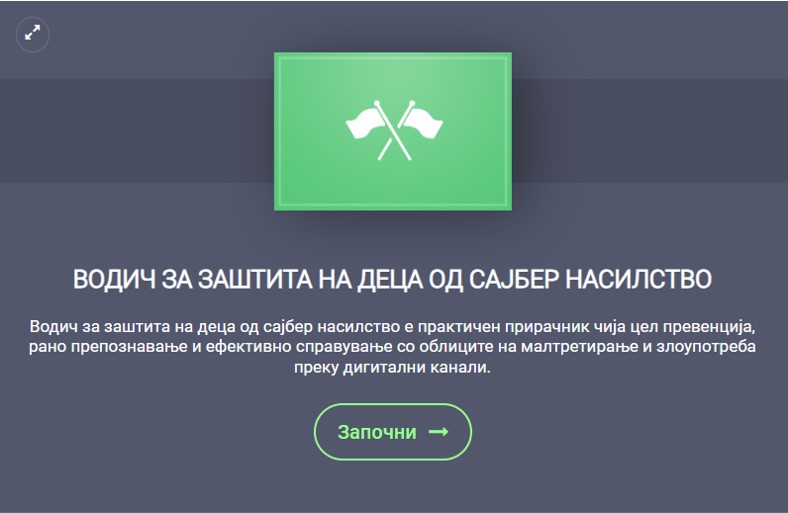 ВОДИЧ ЗА ЗАШТИТА НА ДЕЦА ОД САЈБЕР НАСИЛСТВО
Водич за заштита на деца од сајбер насилство е практичен прирачник чија цел превенција,
рано препознавање и ефективно справување со облиците на малтретирање и злоупотреба
преку дигитални канали.
Започни